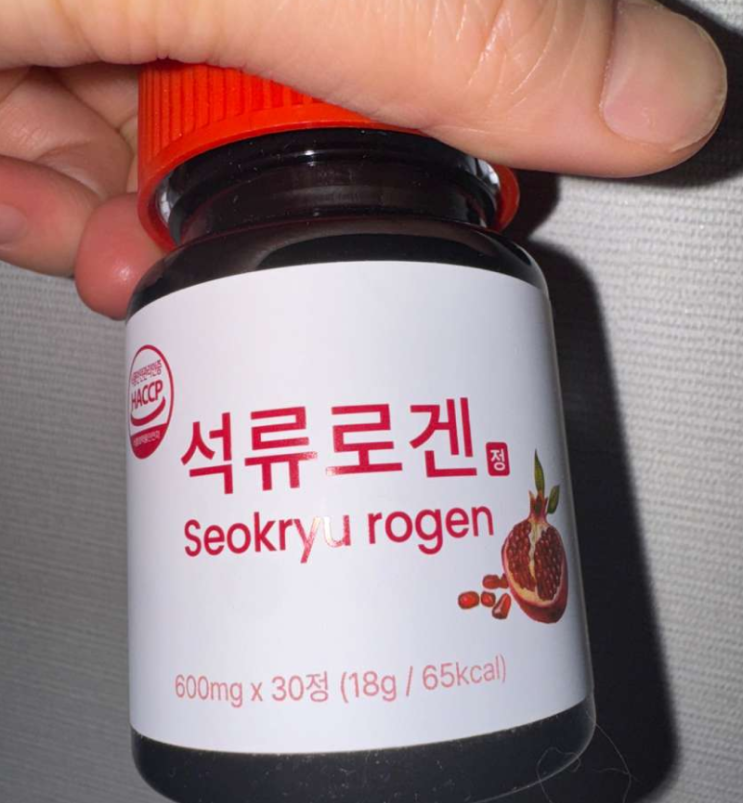 HACCP
석류로겐 정
Seokryu rogen
600mg x 30정 (18g / 65kcal)